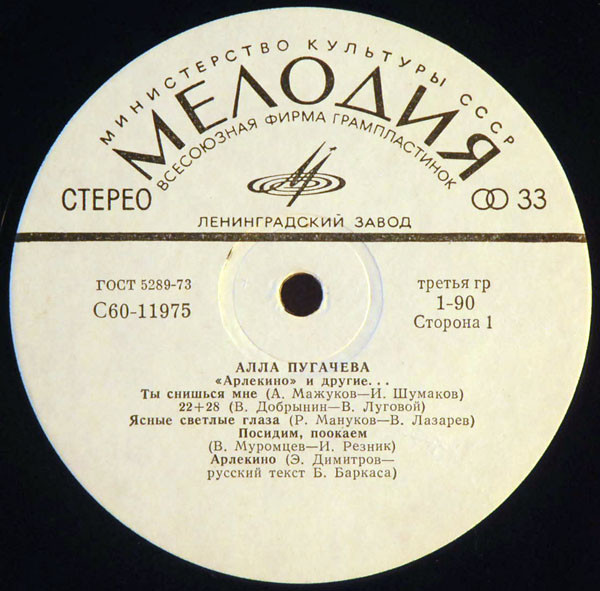 МИНИСТЕРСТВО КУЛЬТУРЫ СССР
МЕЛОДИЯ
ВСЕСОЮЗНАЯ ФИРМА ГРАМПЛАСТИНОК
СТЕРЕО
33
ЛЕНИНГРАДСКИЙ ЗАВОД
ГОСТ 5289-73
С60-11975
третья гр
1-90
Сторона 1
АЛЛА ПУГАЧЕВА
«Арлекино» и другие...
Ты снишься мне (А. Мажуков—И. Шумаков)
22+28 (В. Добрынин—В. Луговой)
Ясные светлые глаза (Р. Мануков—В. Лазарев)
Посидим, поокаем
(В. Муромцев—И. Резник)
Арлекино (Э. Димитров—
русский текст Б. Баркаса)